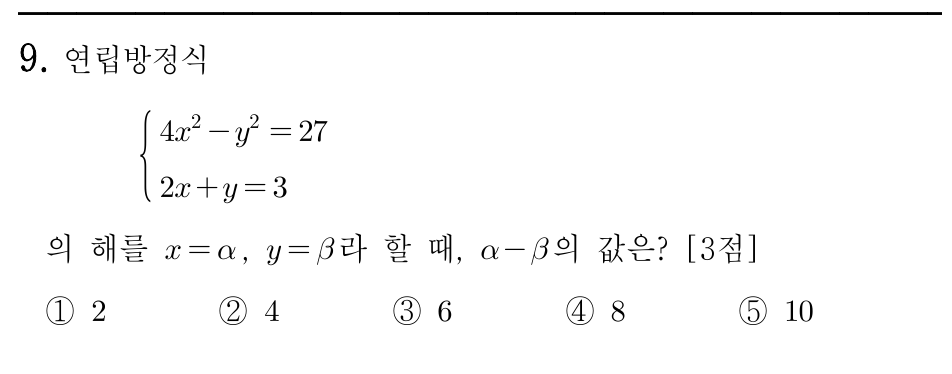 9. 연립방정식
4x² − y² = 27
2x + y = 3
의 해를 x = α, y = β라 할 때, α − β의 값은? [3점]
① 2 ② 4 ③ 6 ④ 8 ⑤ 10